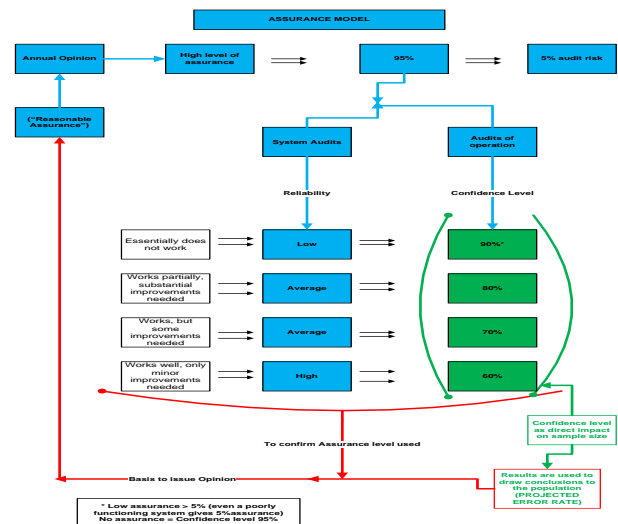 ASSURANCE MODEL
Annual Opinion
High level of
assurance
95%
5% audit risk
("Reasonable
Assurance")
System Audits
Audits of
operation
Reliability
Confidence Level
Essentially does
not work
Low
90%*
Works partially,
substantial
improvements
needed
Average
80%
Works, but
some
improvements
needed
Average
70%
Works well, only
minor
improvements
needed
High
60%
Confidence level
as direct impact
on sample size
To confirm Assurance level used
Basis to issue Opinion
Results are used to
draw conclusions to
the population
(PROJECTED
ERROR RATE)
* Low assurance > 5% (even a poorly
functioning system gives 5%assurance)
No assurance = Confidence level 95%